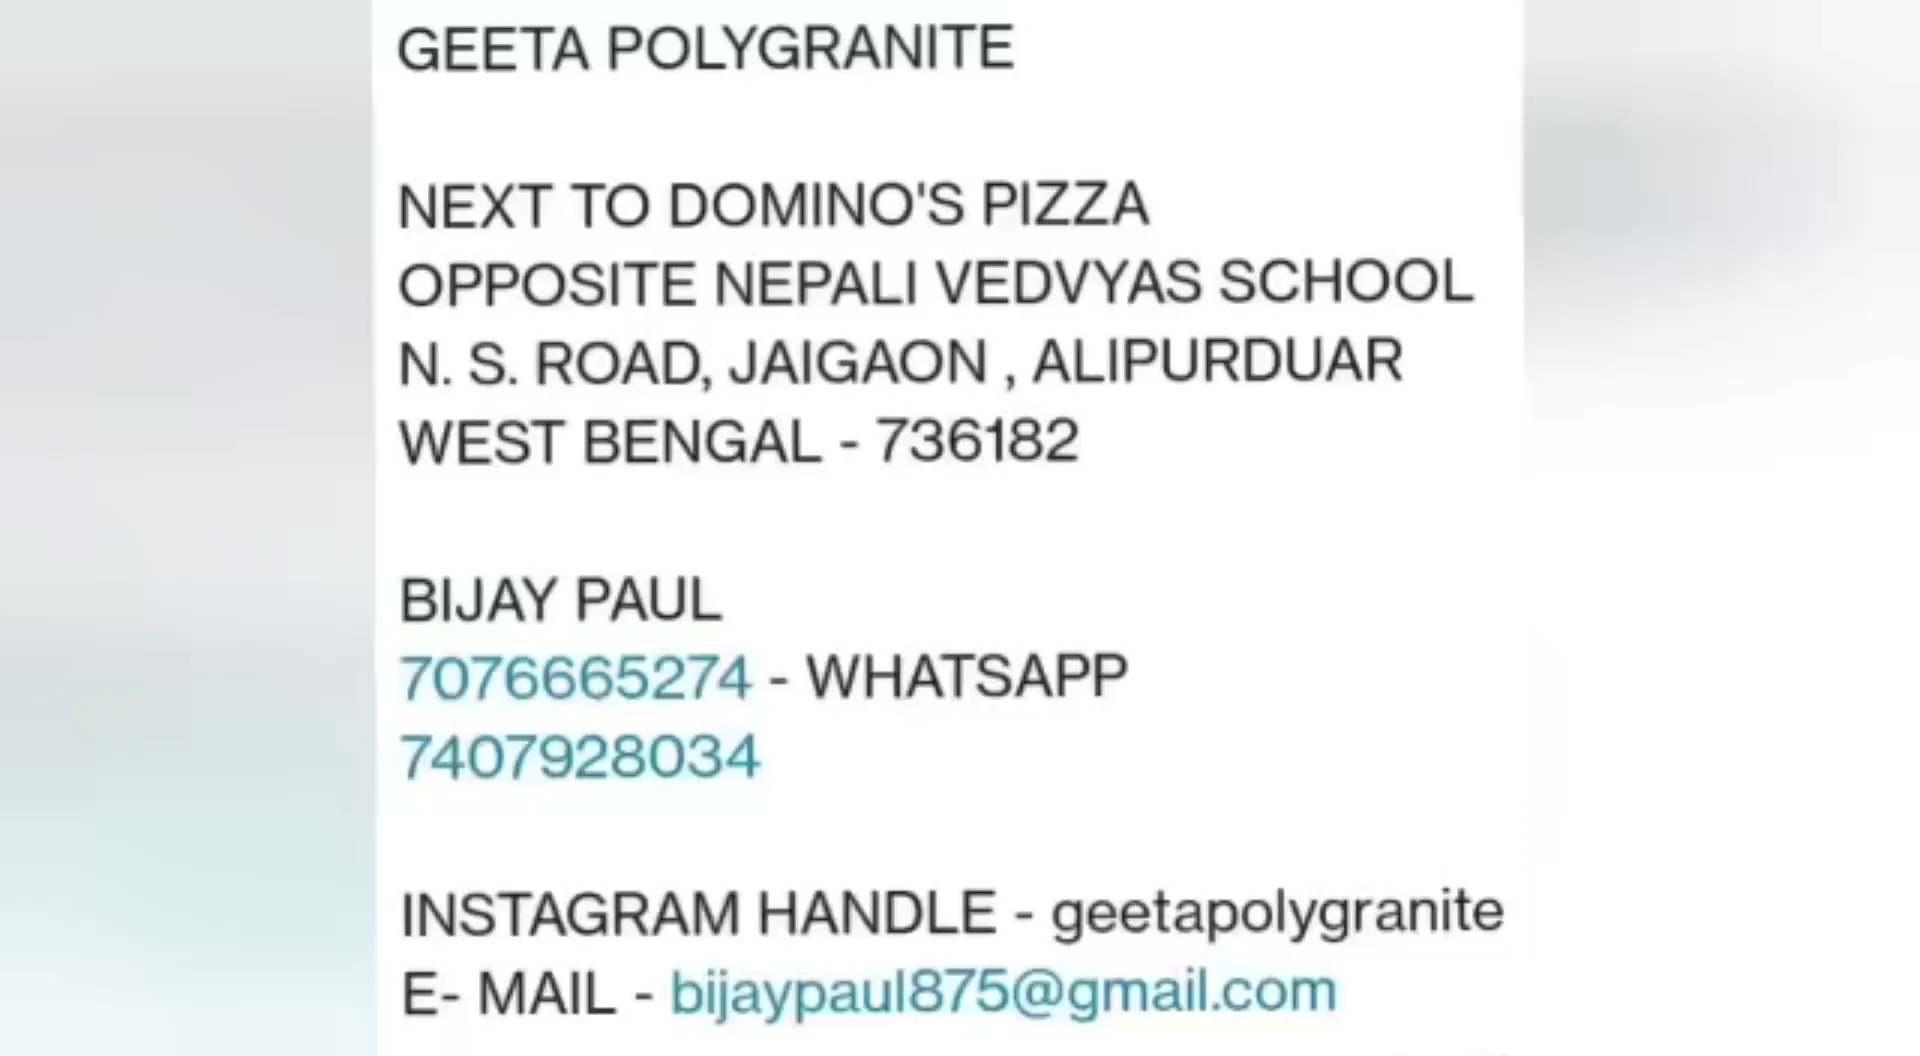 GEETA POLYGRANITE
NEXT TO DOMINO'S PIZZA
OPPOSITE NEPALI VEDVYAS SCHOOL
N. S. ROAD, JAIGAON , ALIPURDUAR
WEST BENGAL - 736182
BIJAY PAUL
7076665274 - WHATSAPP
7407928034
INSTAGRAM HANDLE - geetapolygranite
E- MAIL - bijaypaul875@gmail.com